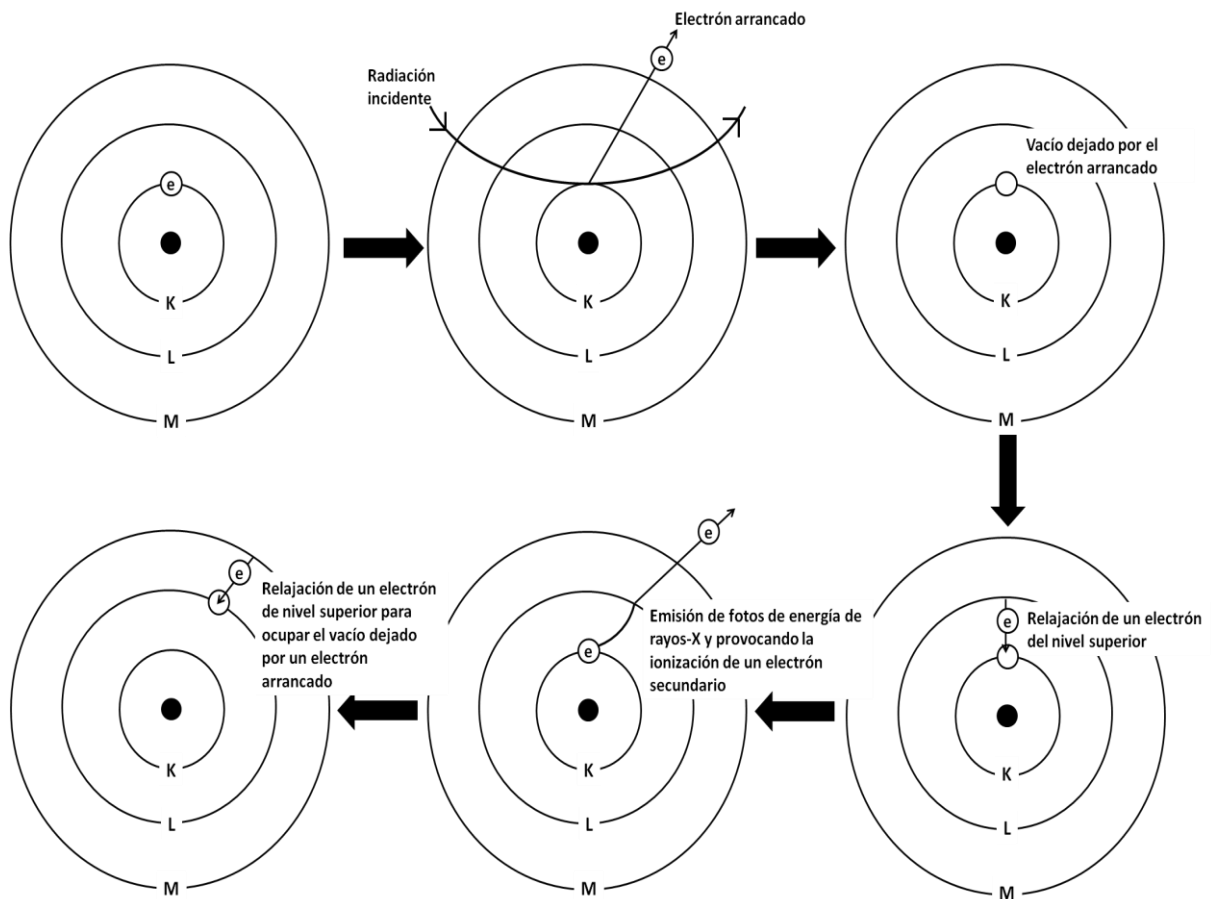 Electrón arrancado
Radiación
incidente
e
e
K
L
M
K
L
M
Vacío dejado por el
electrón arrancado
K
L
M
e
Relajación de un electrón
de nivel superior para
ocupar el vacío dejado
por un electrón
arrancado
K
L
M
e
Emisión de fotos de energía de
rayos-X y provocando la
ionización de un electrón
secundario
e
K
L
M
Relajación de un electrón
del nivel superior
e
K
L
M